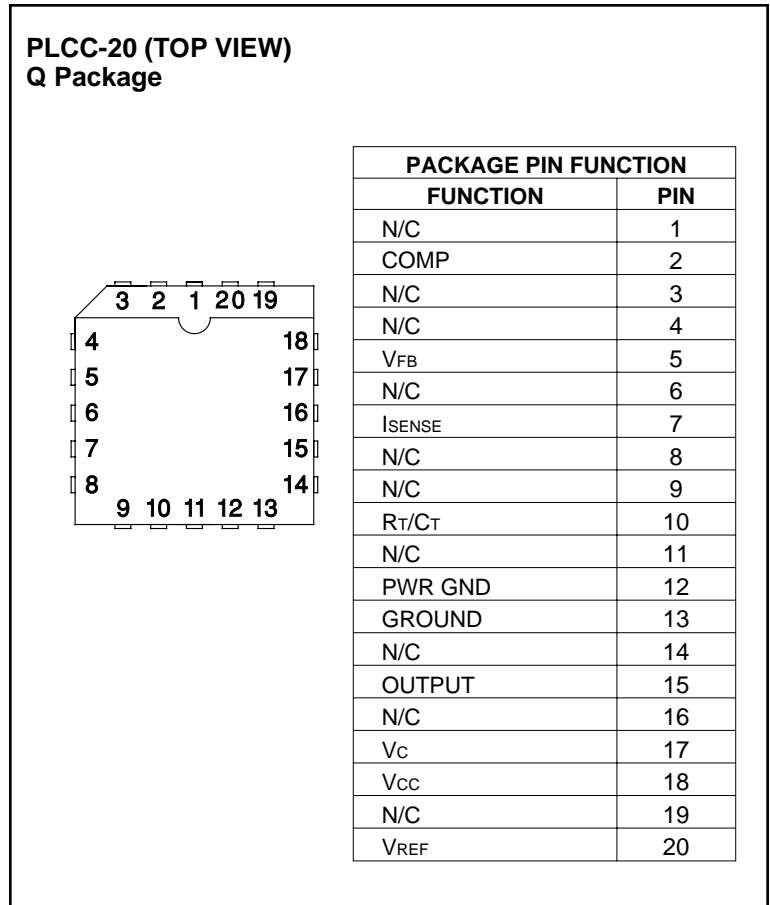 PLCC-20 (TOP VIEW)
Q Package
3 2 1 20 19
4 18
5 17
6 16
7 15
8 14
9 10 11 12 13
PACKAGE PIN FUNCTION
FUNCTION PIN
N/C 1
COMP 2
N/C 3
N/C 4
VFB 5
N/C 6
ISENSE 7
N/C 8
N/C 9
RT/CT 10
N/C 11
PWR GND 12
GROUND 13
N/C 14
OUTPUT 15
N/C 16
VC 17
VCC 18
N/C 19
VREF 20